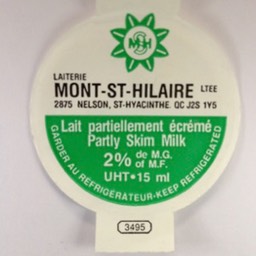 MSH
LAITERIE
MONT-ST-HILAIRE LTEE
2875 NELSON, ST-HYACINTHE. QC J2S 1Y5
Lait partiellement écrémé
Partly Skim Milk
2% de M.G.
of M.F.
UHT•15 ml
GARDER AU RÉFRIGÉRATEUR-KEEP REFRIGERATED
3495